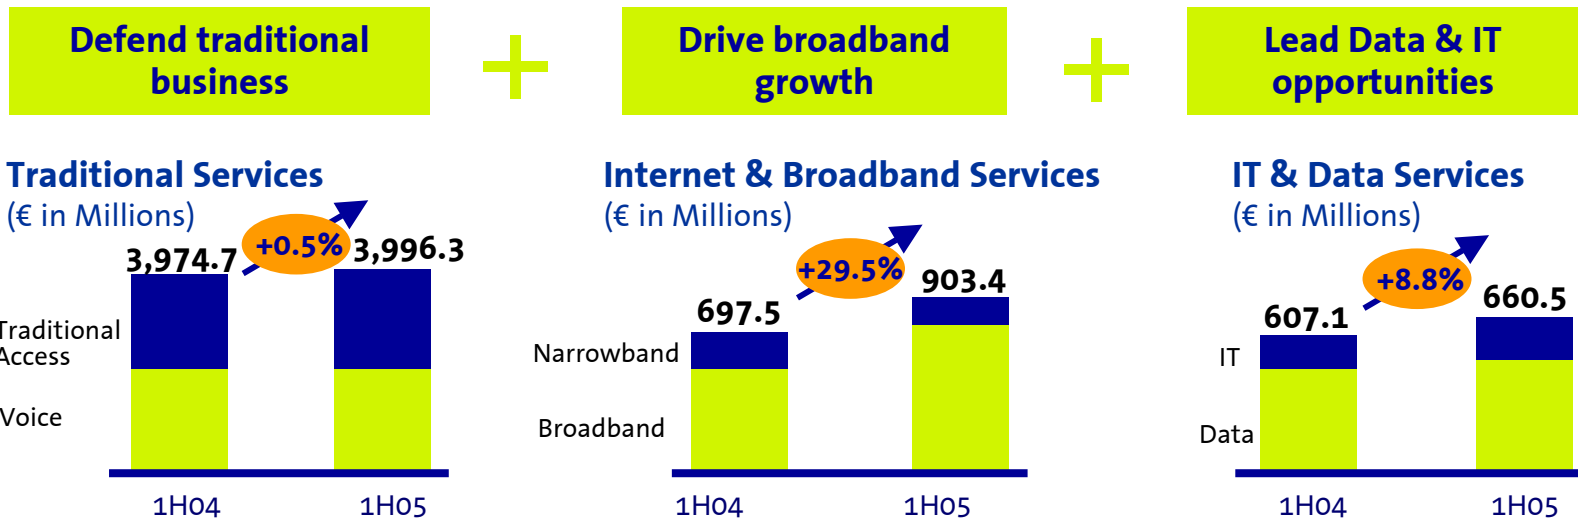 Defend traditional
business
+
Drive broadband
growth
+
Lead Data & IT
opportunities
Traditional Services
(€ in Millions)
3,974.7
+0.5%
3,996.3
Traditional
Access
Voice
1H04
1H05
Internet & Broadband Services
(€ in Millions)
697.5
+29.5%
903.4
Narrowband
Broadband
1H04
1H05
IT & Data Services
(€ in Millions)
607.1
+8.8%
660.5
IT
Data
1H04
1H05